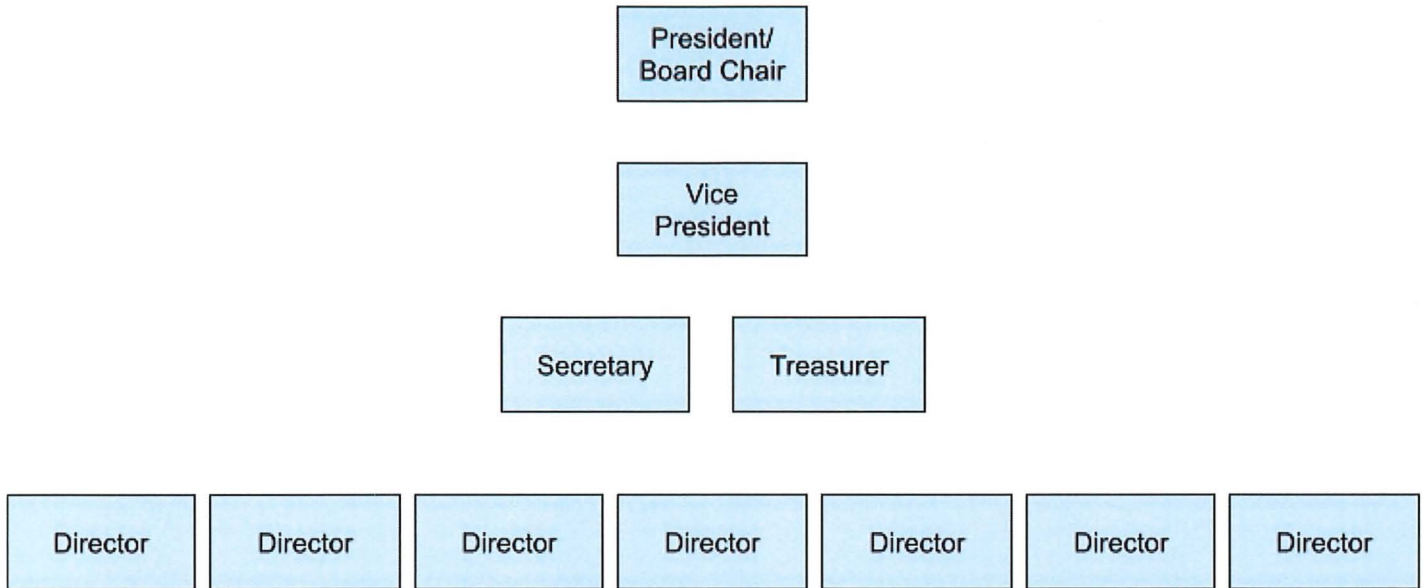 President/
Board Chair
Vice
President
Secretary
Treasurer
Director
Director
Director
Director
Director
Director
Director